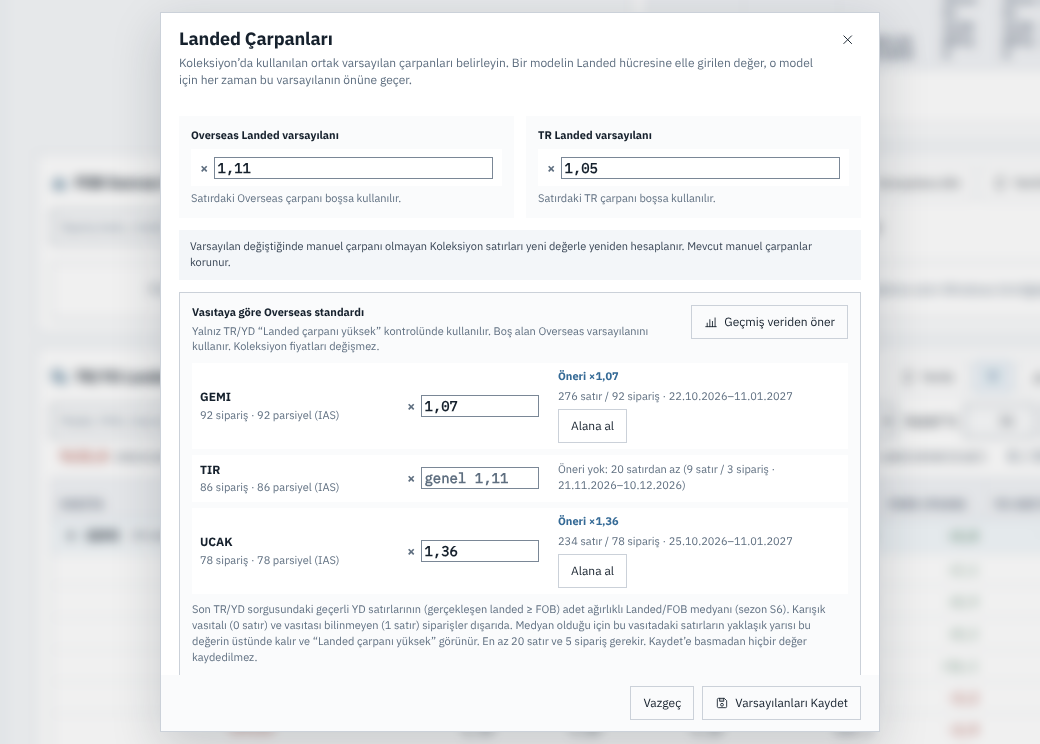 Landed Çarpanları
Koleksiyon’da kullanılan ortak varsayılan çarpanları belirleyin. Bir modelin Landed hücresine elle girilen değer, o model
için her zaman bu varsayılanın önüne geçer.
Overseas Landed varsayılanı
× 1,11
Satırdaki Overseas çarpanı boşsa kullanılır.
TR Landed varsayılanı
× 1,05
Satırdaki TR çarpanı boşsa kullanılır.
Varsayılan değiştiğinde manuel çarpanı olmayan Koleksiyon satırları yeni değerle yeniden hesaplanır. Mevcut manuel çarpanlar
korunur.
Vasıtaya göre Overseas standardı
Yalnız TR/YD “Landed çarpanı yüksek” kontrolünde kullanılır. Boş alan Overseas varsayılanını
kullanır. Koleksiyon fiyatları değişmez.
Geçmiş veriden öner
GEMI
92 sipariş · 92 parsiyel (IAS)
× 1,07
Öneri ×1,07
276 satır / 92 sipariş · 22.10.2026–11.01.2027
Alana al
TIR
86 sipariş · 86 parsiyel (IAS)
× genel 1,11
Öneri yok: 20 satırdan az (9 satır / 3 sipariş ·
21.11.2026–10.12.2026)
UCAK
78 sipariş · 78 parsiyel (IAS)
× 1,36
Öneri ×1,36
234 satır / 78 sipariş · 25.10.2026–11.01.2027
Alana al
Son TR/YD sorgusundaki geçerli YD satırlarının (gerçekleşen landed ≥ FOB) adet ağırlıklı Landed/FOB medyanı (sezon S6). Karışık
vasıtalı (0 satır) ve vasıtası bilinmeyen (1 satır) siparişler dışarıda. Medyan olduğu için bu vasıtadaki satırların yaklaşık yarısı bu
değerin üstünde kalır ve “Landed çarpanı yüksek” görünür. En az 20 satır ve 5 sipariş gerekir. Kaydet’e basmadan hiçbir değer
kaydedilmez.
Vazgeç
Varsayılanları Kaydet